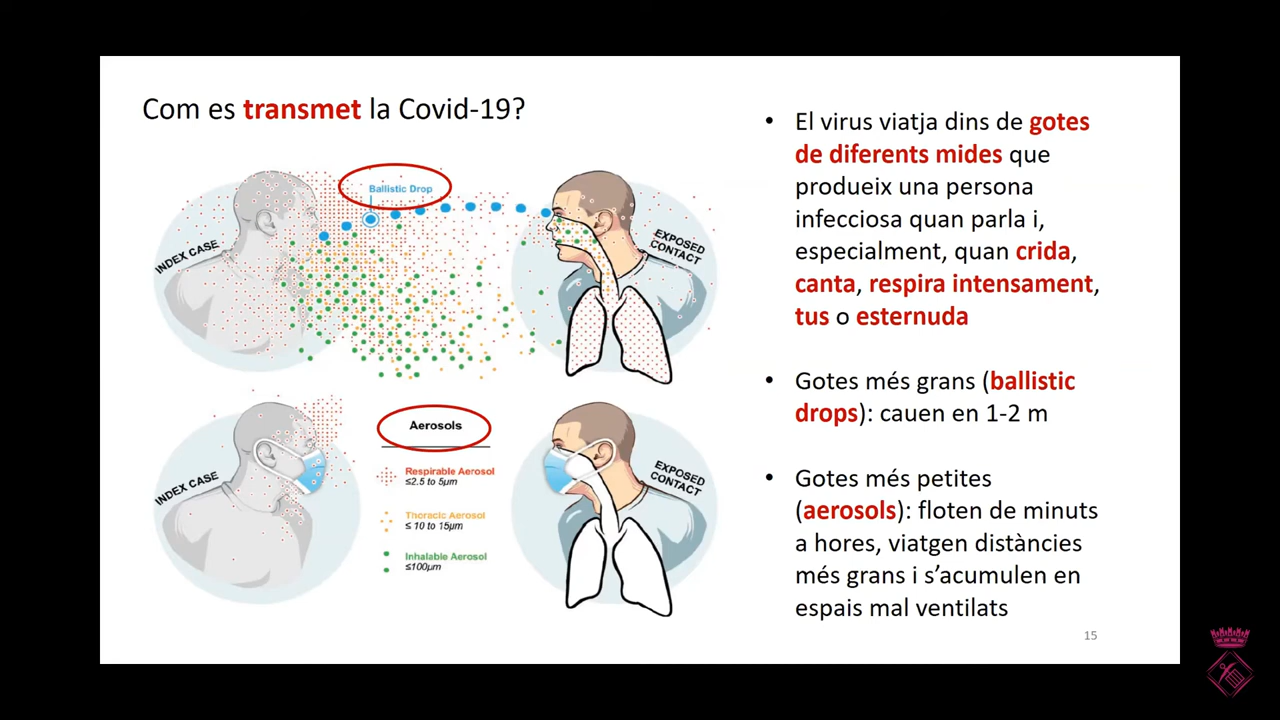 Com es transmet la Covid-19?
Ballistic Drop
INDEX CASE
EXPOSED
CONTACT
INDEX CASE
Aerosols
Respirable Aerosol
≤2.5 to 5µm
Thoracic Aerosol
≤ 10 to 15µm
Inhalable Aerosol
≤100µm
EXPOSED
CONTACT
• El virus viatja dins de gotes
de diferents mides que
produeix una persona
infecciosa quan parla i,
especialment, quan crida,
canta, respira intensament,
tus o esternuda
• Gotes més grans (ballistic
drops): cauen en 1-2 m
• Gotes més petites
(aerosols): floten de minuts
a hores, viatgen distàncies
més grans i s’acumulen en
espais mal ventilats
15